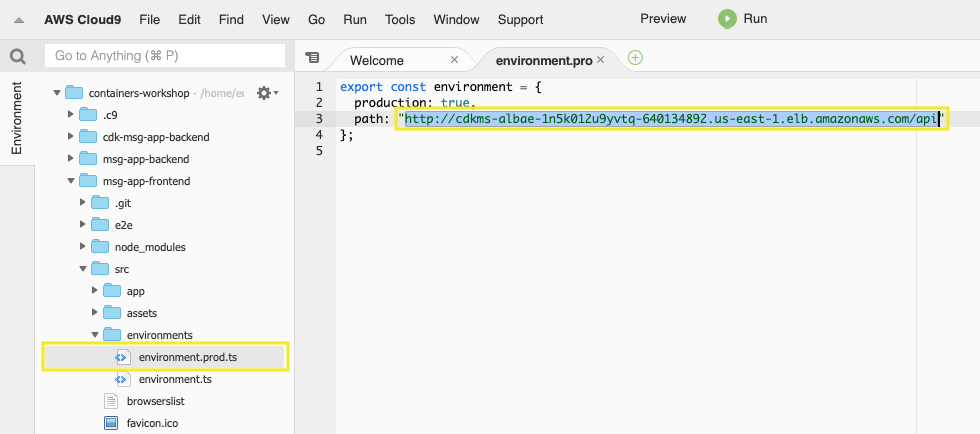 AWS Cloud9 File Edit Find View Go Run Tools Window Support Preview Run
Go to Anything (⌘ P)
Environment
containers-workshop - /home/e
.c9
cdk-msg-app-backend
msg-app-backend
msg-app-frontend
.git
e2e
node_modules
src
app
assets
environments
environment.prod.ts
environment.ts
browserslist
favicon.ico
Welcome × environment.pro ×
1 export const environment = {
2 production: true,
3 path: "http://cdkms-albae-1n5k012u9yvtq-640134892.us-east-1.elb.amazonaws.com/api"
4 };
5